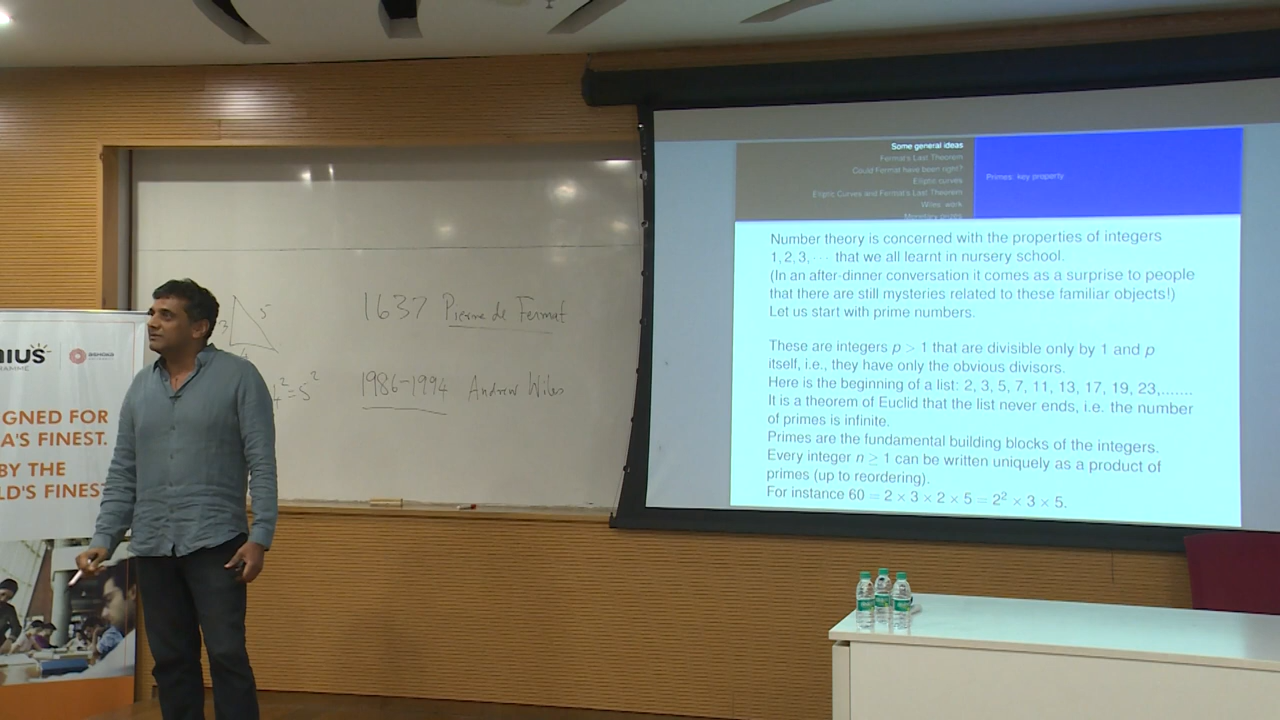 NIUS
GNED FOR
A'S FINEST.
BY THE
LD'S FINEST
3
5
4
4²=5²
1637 Pierre de Fermat
1986-1994 Andrew Wiles
Some general ideas
Fermat's Last Theorem
Could Fermat have been right?
Elliptic curves
Elliptic Curves and Fermat's Last Theorem
Wiles' work
Monetary prizes
Primes: key property
Number theory is concerned with the properties of integers
1, 2, 3, ··· that we all learnt in nursery school.
(In an after-dinner conversation it comes as a surprise to people
that there are still mysteries related to these familiar objects!)
Let us start with prime numbers.
These are integers p > 1 that are divisible only by 1 and p
itself, i.e., they have only the obvious divisors.
Here is the beginning of a list: 2, 3, 5, 7, 11, 13, 17, 19, 23,.......
It is a theorem of Euclid that the list never ends, i.e. the number
of primes is infinite.
Primes are the fundamental building blocks of the integers.
Every integer n ≥ 1 can be written uniquely as a product of
primes (up to reordering).
For instance 60 = 2 × 3 × 2 × 5 = 2² × 3 × 5.